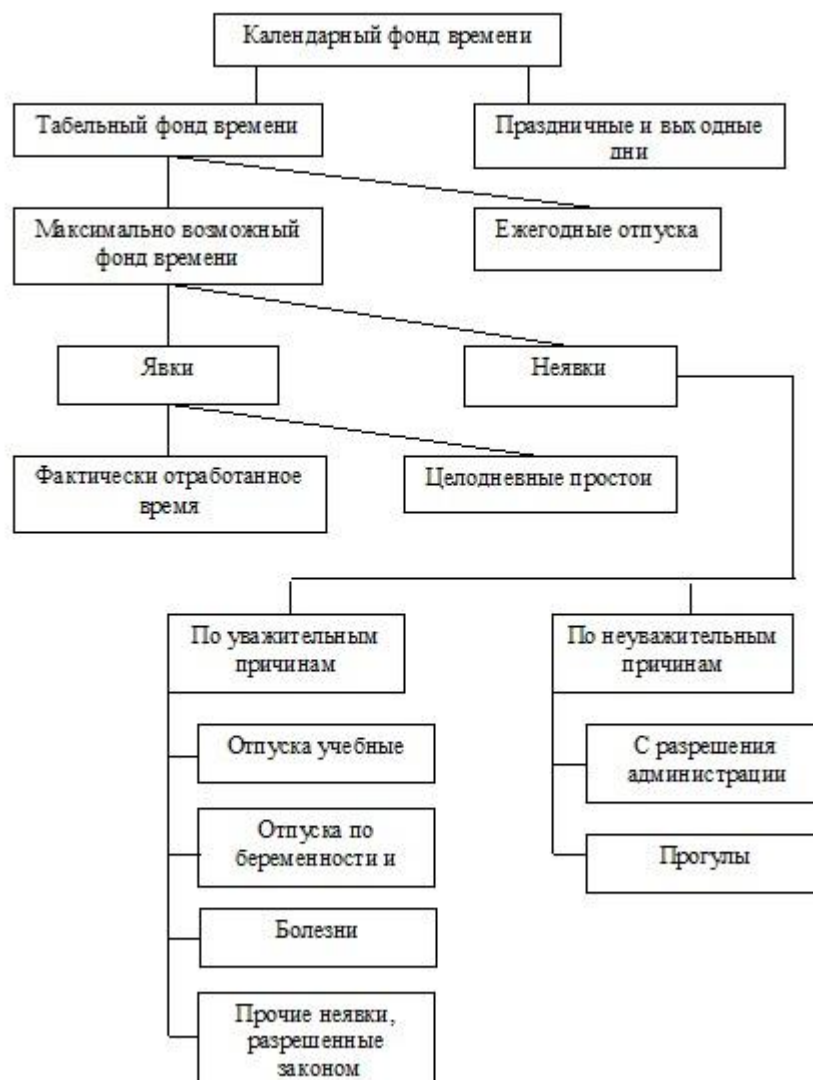 Календарный фонд времени
Табельный фонд времени
Праздничные и выходные
дни
Максимально возможный
фонд времени
Ежегодные отпуска
Явки
Неявки
Фактически отработанное
время
Целодневные простои
По уважительным
причинам
По неуважительным
причинам
Отпуска учебные
С разрешения
администрации
Отпуска по
беременности и
Прогулы
Болезни
Прочие неявки,
разрешенные
законом